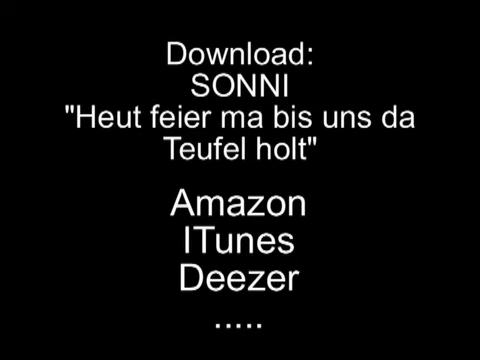 Download:
SONNI
"Heut feier ma bis uns da
Teufel holt"
Amazon
ITunes
Deezer
.....